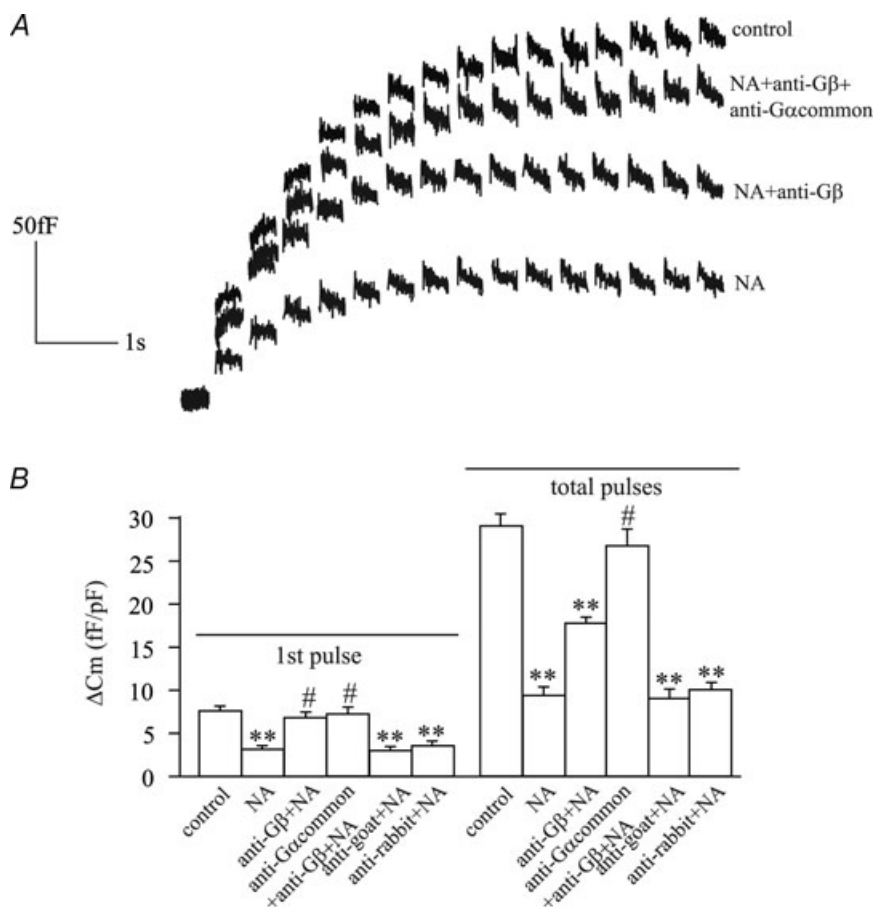 A
control
NA+anti-Gβ+
anti-Gαcommon
NA+anti-Gβ
NA
50fF
1s
B
total pulses
1st pulse
ΔCm (fF/pF)
30
25
20
15
10
5
0
**
#
#
**
**
**
**
#
**
**
control
NA
anti-Gβ+NA
anti-Gαcommon
+anti-Gβ+NA
anti-goat+NA
anti-rabbit+NA
control
NA
anti-Gβ+NA
anti-Gαcommon
+anti-Gβ+NA
anti-goat+NA
anti-rabbit+NA